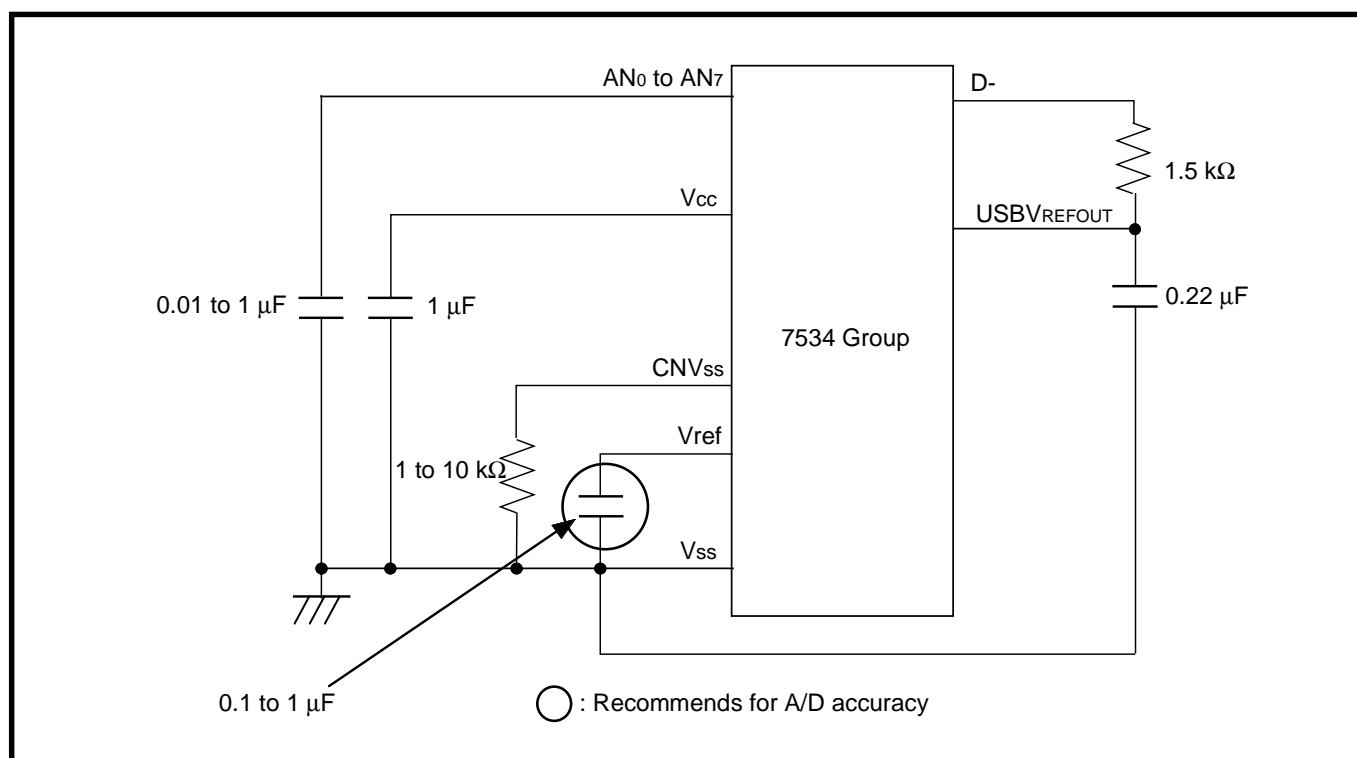 AN0 to AN7
D-
1.5 kΩ
Vcc
USBVREFOUT
0.01 to 1 μF
1 μF
0.22 μF
7534 Group
CNVss
Vref
1 to 10 kΩ
Vss
0.1 to 1 μF
: Recommends for A/D accuracy